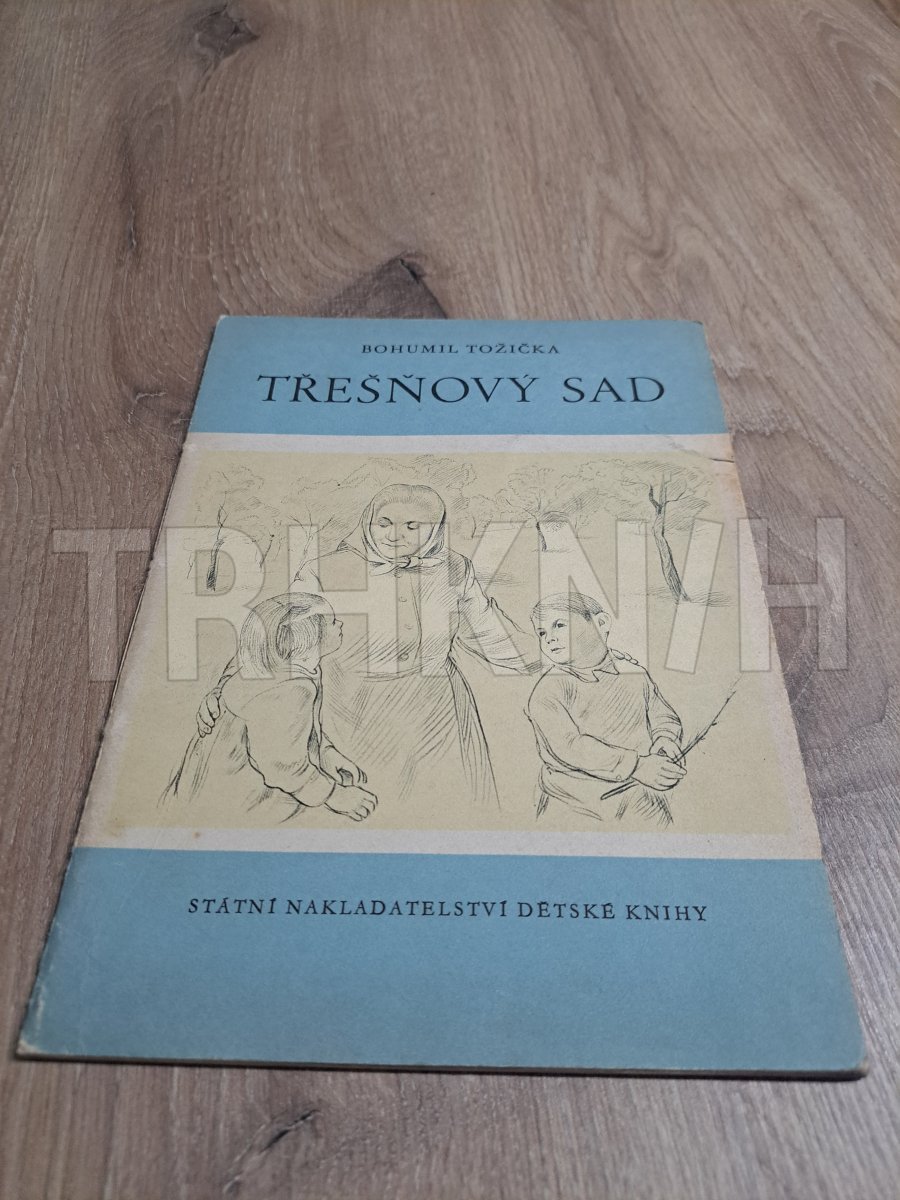 BOHUMIL TOŽIČKA
TŘEŠŇOVÝ SAD
TRHKNIH
STÁTNÍ NAKLADATELSTVÍ DĚTSKÉ KNIHY